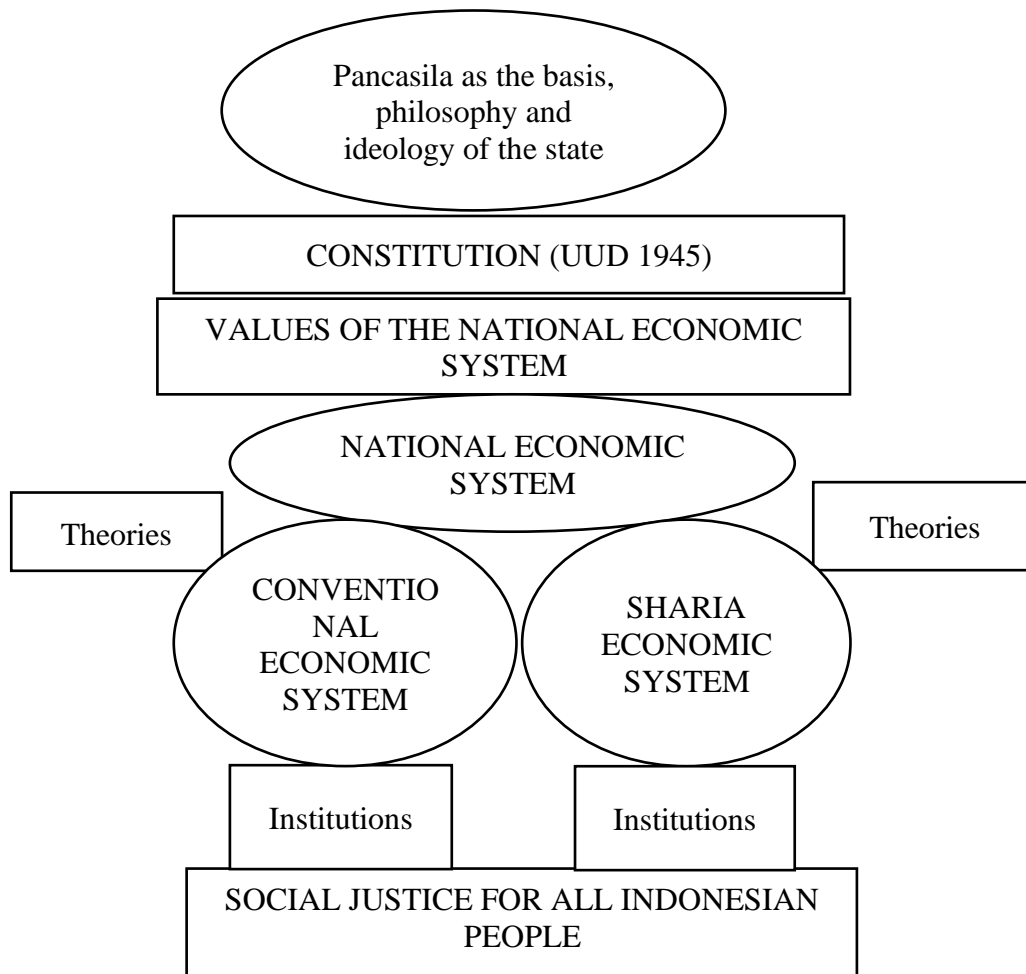 Pancasila as the basis,
philosophy and
ideology of the state
CONSTITUTION (UUD 1945)
VALUES OF THE NATIONAL ECONOMIC
SYSTEM
NATIONAL ECONOMIC
SYSTEM
Theories
Theories
CONVENTIO
NAL
ECONOMIC
SYSTEM
SHARIA
ECONOMIC
SYSTEM
Institutions
Institutions
SOCIAL JUSTICE FOR ALL INDONESIAN
PEOPLE